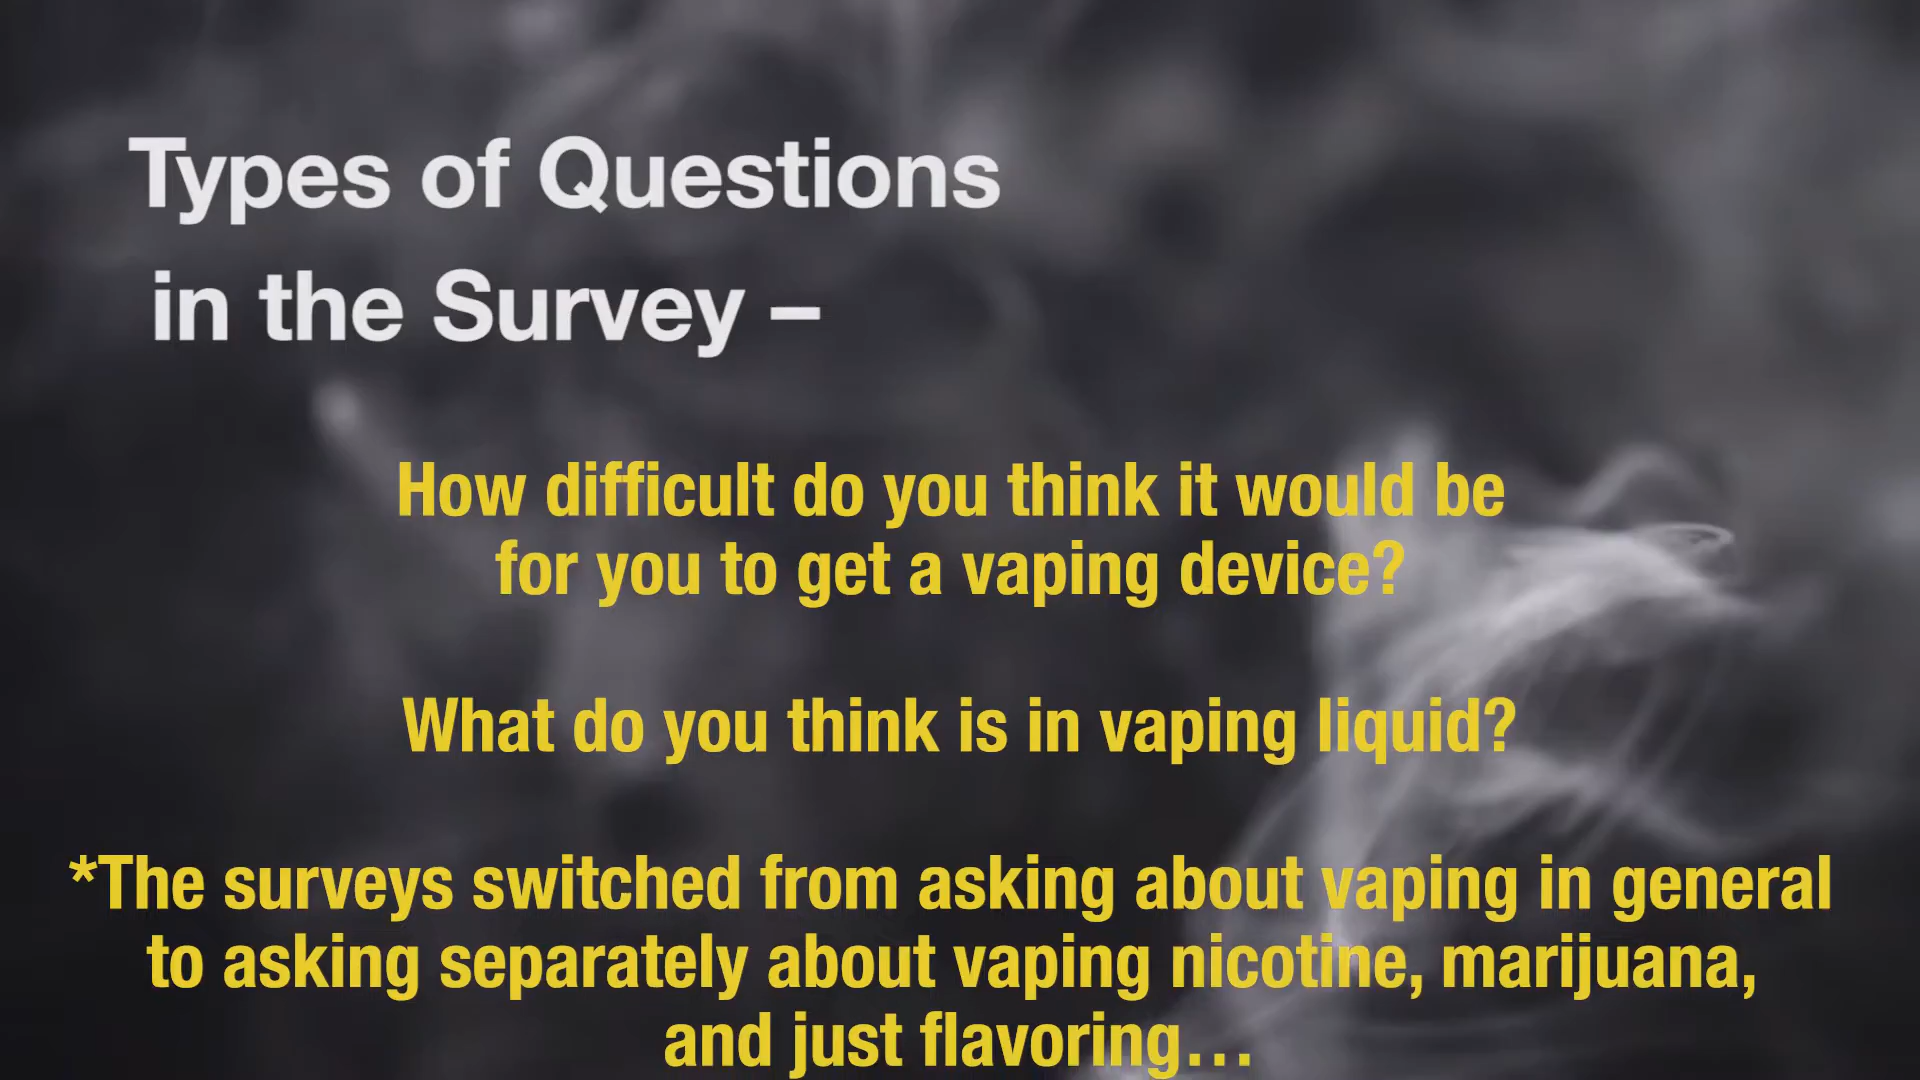 Types of Questions
in the Survey –
How difficult do you think it would be
for you to get a vaping device?
What do you think is in vaping liquid?
*The surveys switched from asking about vaping in general
to asking separately about vaping nicotine, marijuana,
and just flavoring…